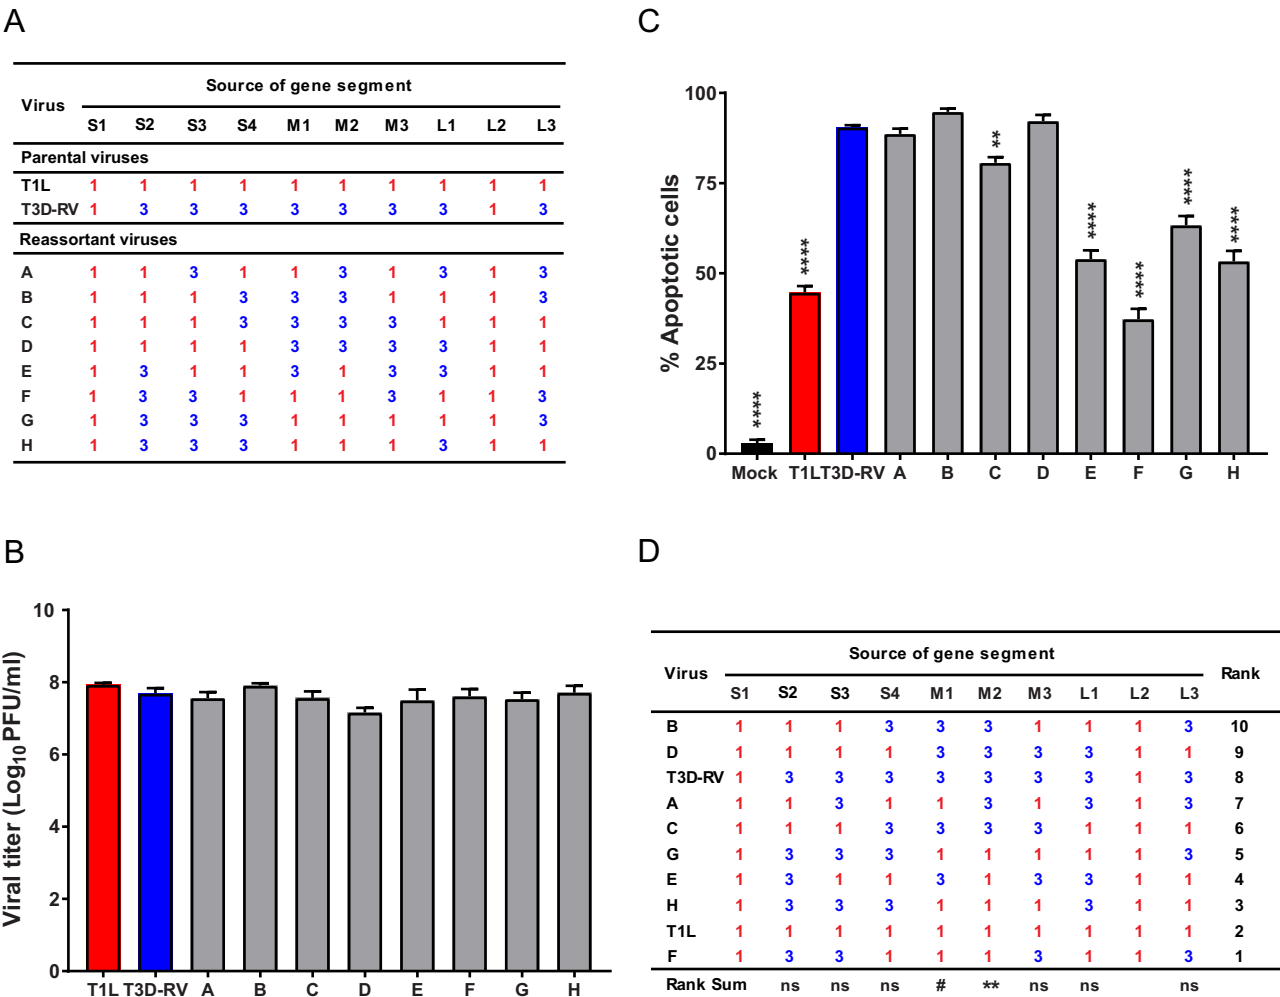 A
Source of gene segment
Virus
S1 S2 S3 S4 M1 M2 M3 L1 L2 L3
Parental viruses
T1L 1 1 1 1 1 1 1 1 1 1
T3D-RV 1 3 3 3 3 3 3 3 1 3
Reassortant viruses
A 1 1 3 1 1 3 1 3 1 3
B 1 1 1 3 3 3 1 1 1 3
C 1 1 1 3 3 3 3 1 1 1
D 1 1 1 1 3 3 3 3 1 1
E 1 3 1 1 3 1 3 3 1 1
F 1 3 3 1 1 1 3 1 1 3
G 1 3 3 3 1 1 1 1 1 3
H 1 3 3 3 1 1 1 3 1 1
B
Viral titer (Log10 PFU/ml)
10
8
6
4
2
0
T1L T3D-RV A B C D E F G H
C
% Apoptotic cells
100
75
50
25
0
**** **** ** **** **** **** ****
Mock T1L T3D-RV A B C D E F G H
D
Source of gene segment
Virus Rank
S1 S2 S3 S4 M1 M2 M3 L1 L2 L3
B 1 1 1 3 3 3 1 1 1 3 10
D 1 1 1 1 3 3 3 3 1 1 9
T3D-RV 1 3 3 3 3 3 3 3 1 3 8
A 1 1 3 1 1 3 1 3 1 3 7
C 1 1 1 3 3 3 3 1 1 1 6
G 1 3 3 3 1 1 1 1 1 3 5
E 1 3 1 1 3 1 3 3 1 1 4
H 1 3 3 3 1 1 1 3 1 1 3
T1L 1 1 1 1 1 1 1 1 1 1 2
F 1 3 3 1 1 1 3 1 1 3 1
Rank Sum ns ns ns # ** ns ns ns